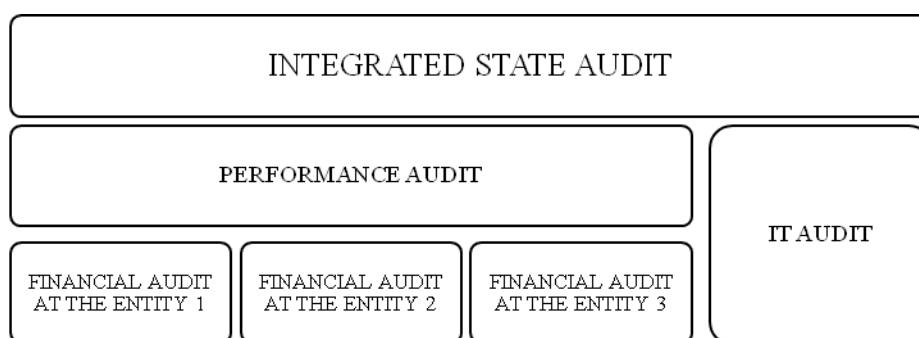 INTEGRATED STATE AUDIT
PERFORMANCE AUDIT
IT AUDIT
FINANCIAL AUDIT
AT THE ENTITY 1
FINANCIAL AUDIT
AT THE ENTITY 2
FINANCIAL AUDIT
AT THE ENTITY 3